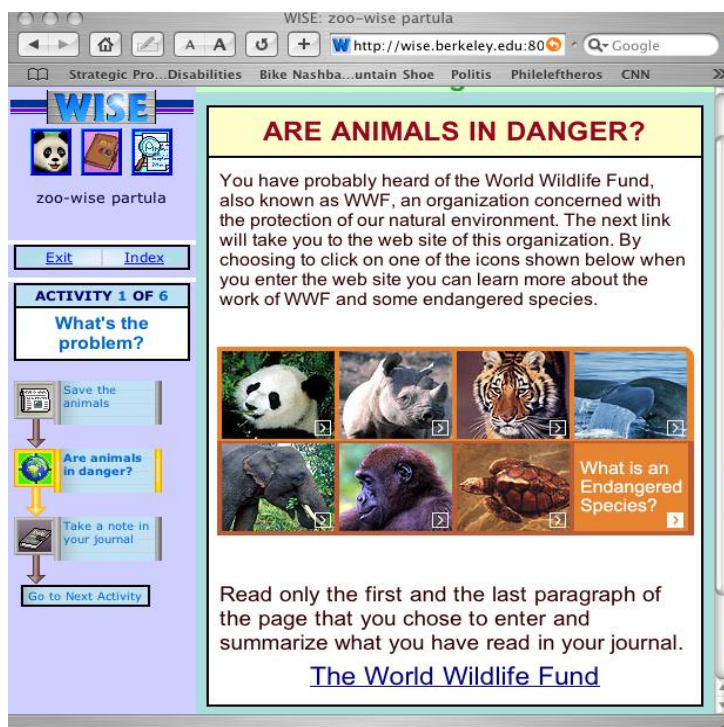 WISE: zoo-wise partula
A A
http://wise.berkeley.edu:80
Google
Strategic Pro...Disabilities Bike Nashba...untain Shoe Politis Phileleftheros CNN
WISE
zoo-wise partula
Exit Index
ACTIVITY 1 OF 6
What's the
problem?
Save the
animals
Are animals
in danger?
Take a note in
your journal
Go to Next Activity
ARE ANIMALS IN DANGER?
You have probably heard of the World Wildlife Fund,
also known as WWF, an organization concerned with
the protection of our natural environment. The next link
will take you to the web site of this organization. By
choosing to click on one of the icons shown below when
you enter the web site you can learn more about the
work of WWF and some endangered species.
What is an
Endangered
Species?
Read only the first and the last paragraph of
the page that you chose to enter and
summarize what you have read in your journal.
The World Wildlife Fund